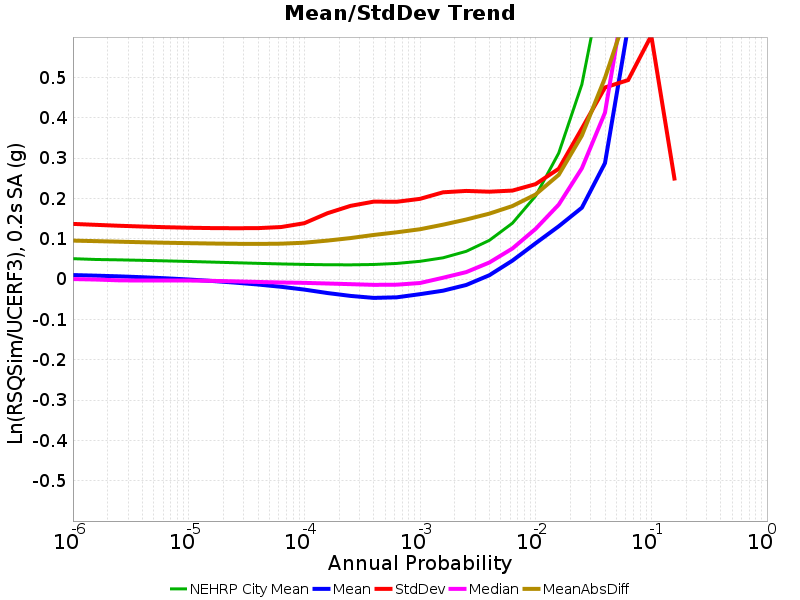 Mean/StdDev Trend
Ln(RSQSim/UCERF3), 0.2s SA (g)
0.5
0.4
0.3
0.2
0.1
0
-0.1
-0.2
-0.3
-0.4
-0.5
10^-6 10^-5 10^-4 10^-3 10^-2 10^-1 10^0
Annual Probability
NEHRP City Mean Mean StdDev Median MeanAbsDiff